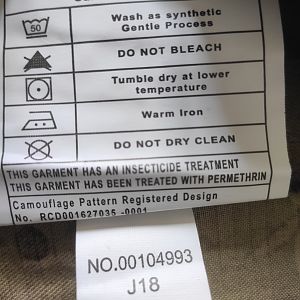 50
Wash as synthetic
Gentle Process
DO NOT BLEACH
Tumble dry at lower
temperature
Warm Iron
DO NOT DRY CLEAN
THIS GARMENT HAS AN INSECTICIDE TREATMENT
THIS GARMENT HAS BEEN TREATED WITH PERMETHRIN
Camouflage Pattern Registered Design
No. RCD001627035 -0001
NO.00104993
J18